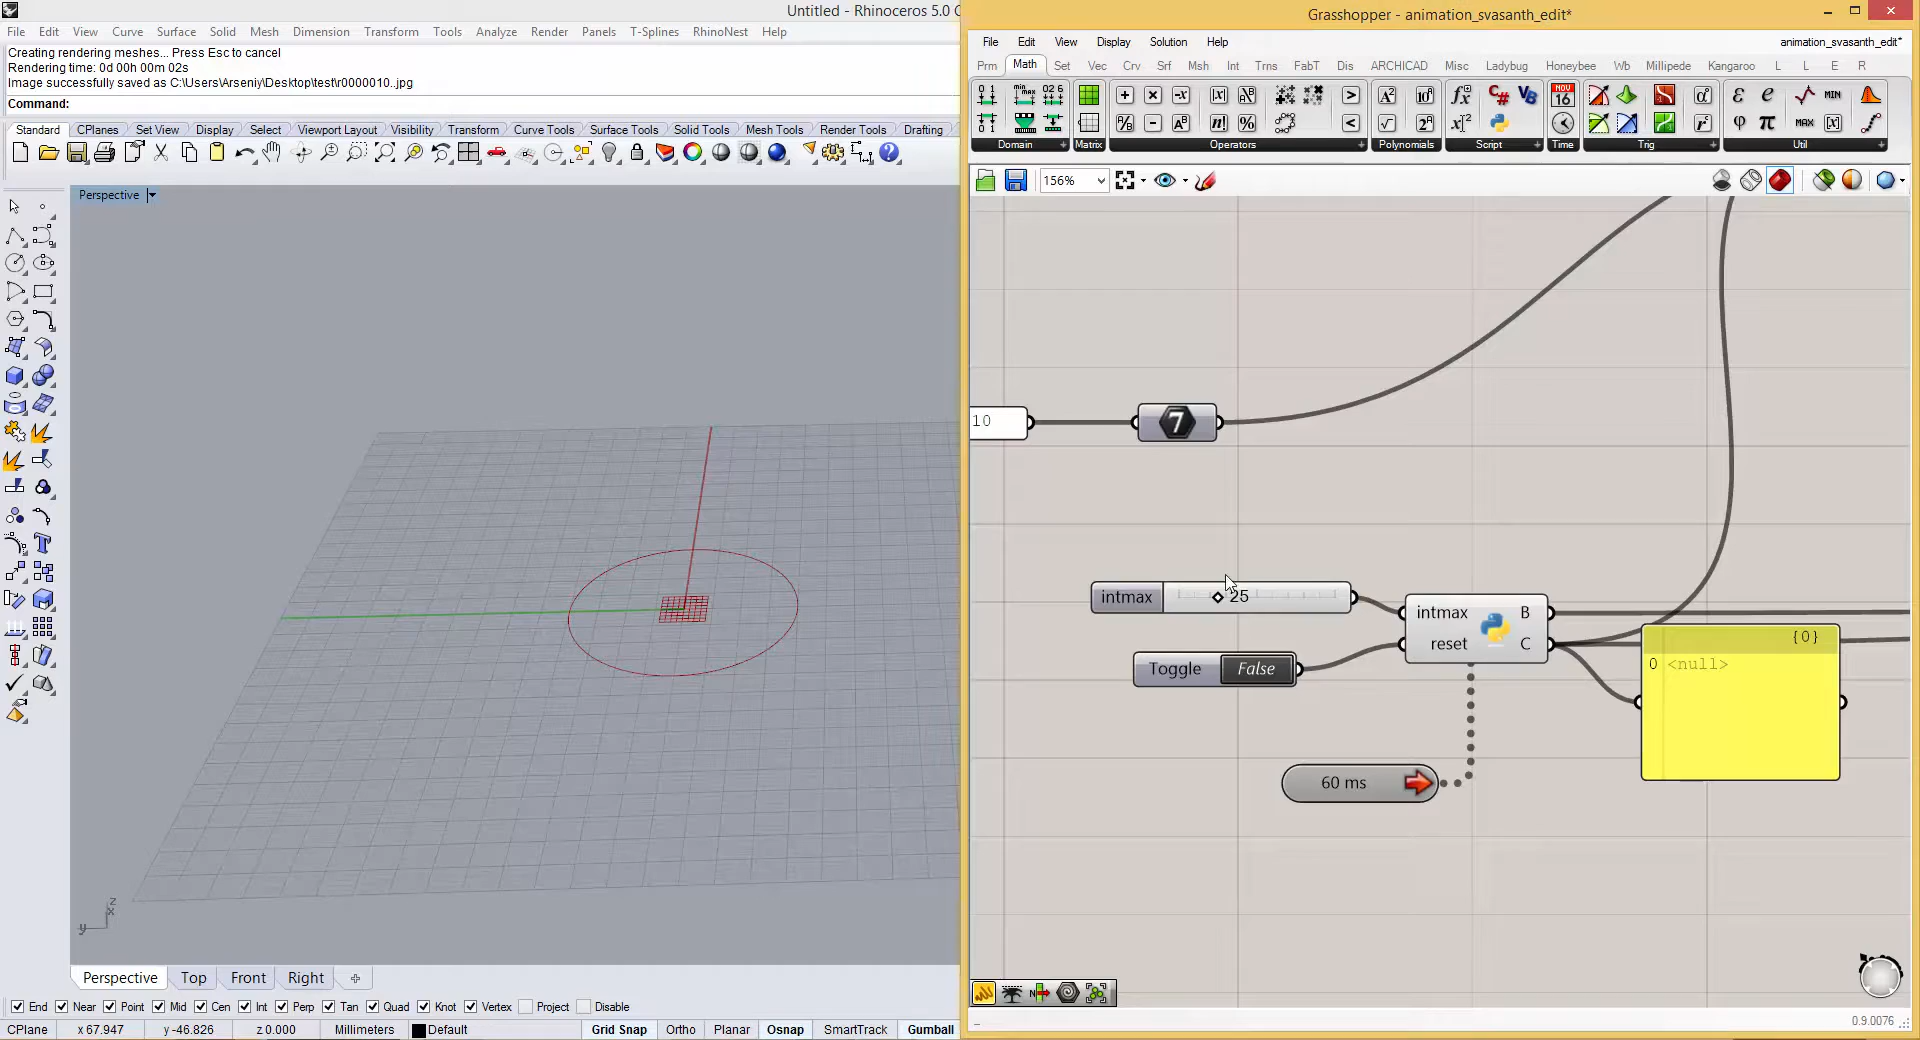 Untitled - Rhinoceros 5.0 C
File Edit View Curve Surface Solid Mesh Dimension Transform Tools Analyze Render Panels T-Splines RhinoNest Help
Creating rendering meshes... Press Esc to cancel
Rendering time: 0d 00h 00m 02s
Image successfully saved as C:\Users\Arseniy\Desktop\test\r0000010..jpg
Command:
Standard CPlanes Set View Display Select Viewport Layout Visibility Transform Curve Tools Surface Tools Solid Tools Mesh Tools Render Tools Drafting
Perspective
z
x
y
Perspective Top Front Right
End Near Point Mid Cen Int Perp Tan Quad Knot Vertex Project Disable
CPlane x 67.947 y -46.826 z 0.000 Millimeters Default Grid Snap Ortho Planar Osnap SmartTrack Gumball
Grasshopper - animation_svasanth_edit*
File Edit View Display Solution Help animation_svasanth_edit*
Prm Math Set Vec Crv Srf Msh Int Trns FabT Dis ARCHICAD Misc Ladybug Honeybee Wb Millipede Kangaroo L L E R
Domain Matrix Operators Polynomials Script Time Trig Util
156%
10
7
intmax 25
Toggle False
intmax B
reset C
60 ms
{0}
0 <null>
0.9.0076